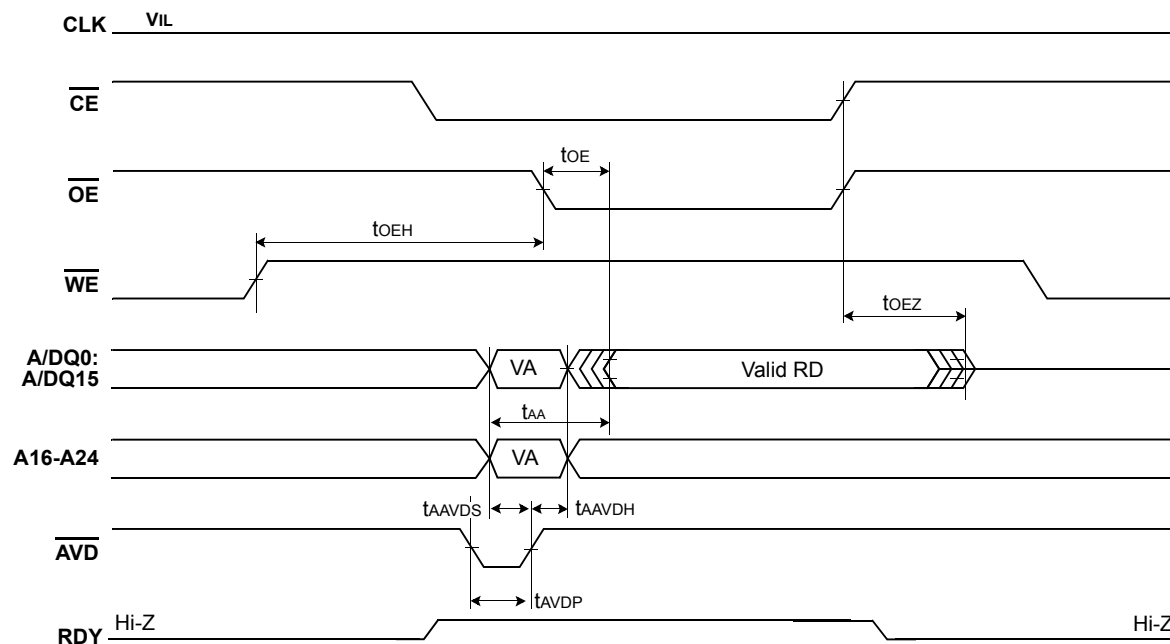 CLK VIL
CE
tOE
OE
tOEH
WE
tOEZ
A/DQ0:
A/DQ15
VA
Valid RD
tAA
A16-A24
VA
tAAVDS
tAAVDH
AVD
tAVDP
Hi-Z
Hi-Z
RDY